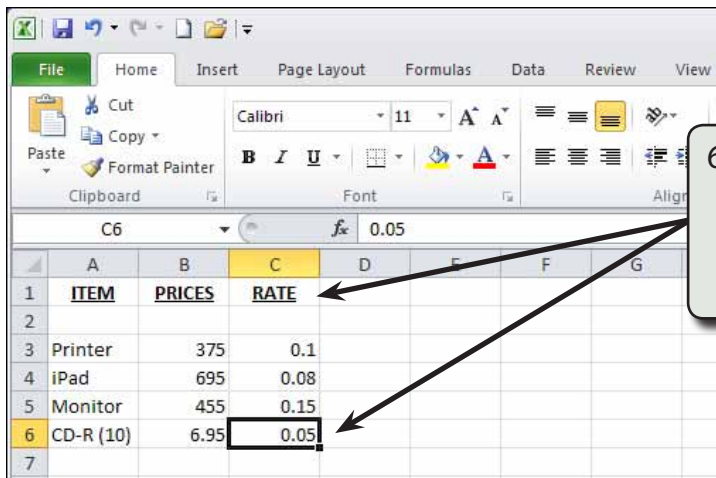 File Home Insert Page Layout Formulas Data Review View
Cut
Calibri 11 A A
Copy
Paste
Format Painter
B I U A
Clipboard Font
6
C6 fx 0.05
A B C D E F G
1 ITEM PRICES RATE
2
3 Printer 375 0.1
4 iPad 695 0.08
5 Monitor 455 0.15
6 CD-R (10) 6.95 0.05
7